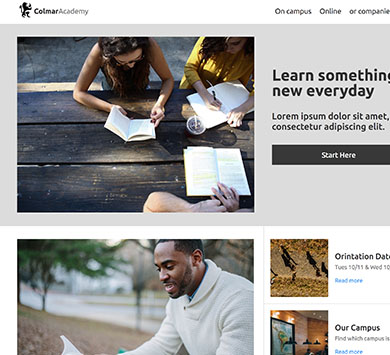 ColmarAcademy
On campus Online or companie
Learn something
new everyday
Lorem ipsum dolor sit amet,
consectetur adipiscing elit.
Start Here
Orintation Date
Tues 10/11 & Wed 10
Read more
Our Campus
Find which campus is
Read more